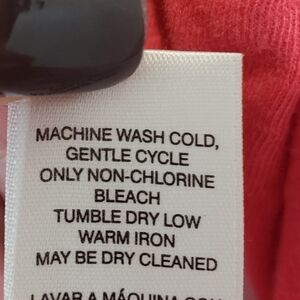 MACHINE WASH COLD,
GENTLE CYCLE
ONLY NON-CHLORINE
BLEACH
TUMBLE DRY LOW
WARM IRON
MAY BE DRY CLEANED
LAVAR A MÁQUINA CON